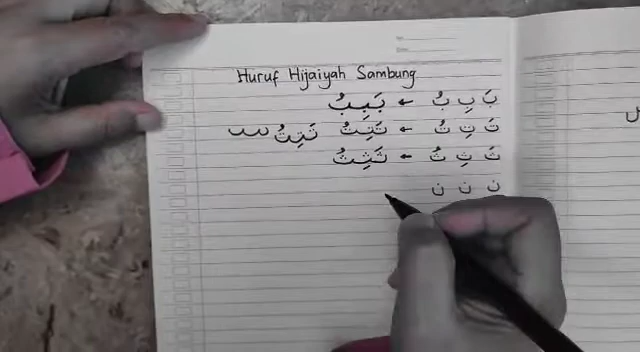 Huruf Hijaiyah Sambung
بَ بِ بُ ← بَبِبُ
تَ تِ تُ ← تَتِتُ تَتِتُ
ثَ ثِ ثُ ← ثَثِثُ
ن ن ن